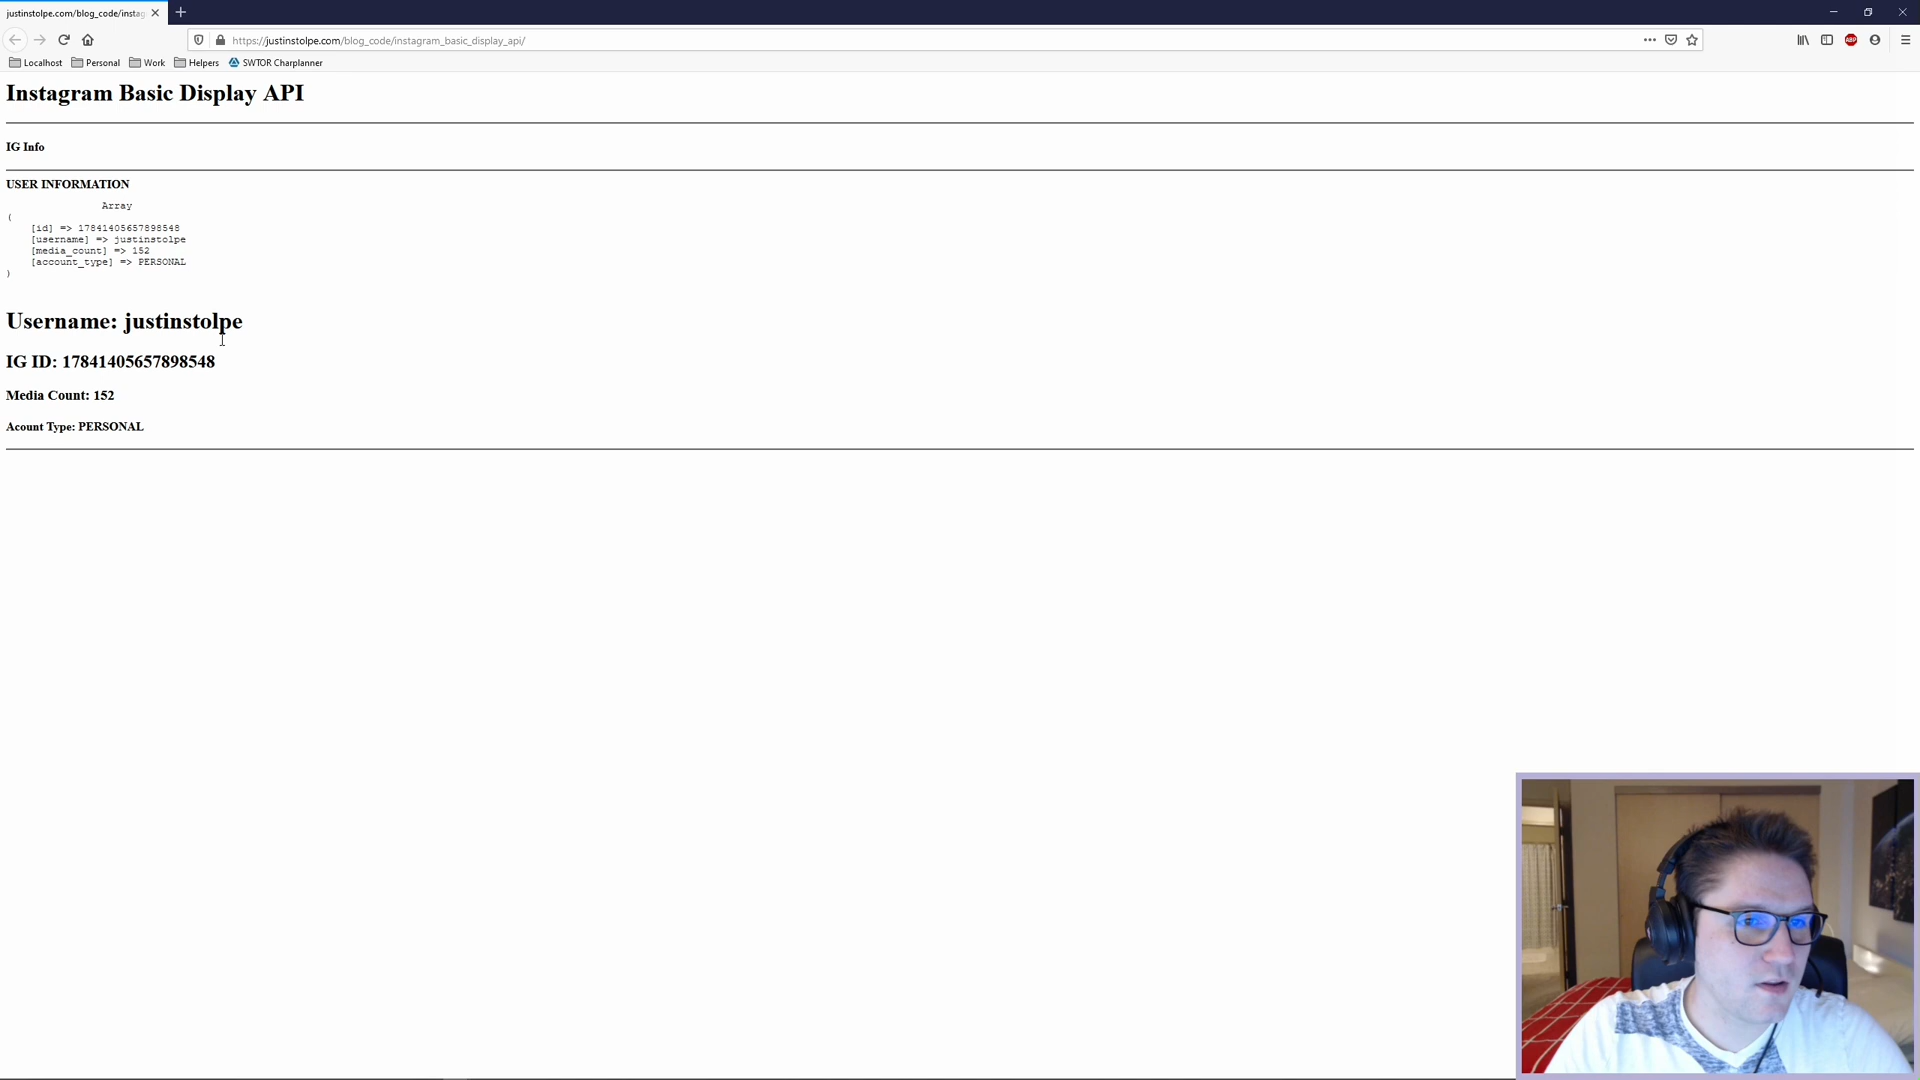 justinstolpe.com/blog_code/instag
https://justinstolpe.com/blog_code/instagram_basic_display_api/
ABP
Localhost Personal Work Helpers SWTOR Charplanner
Instagram Basic Display API
IG Info
USER INFORMATION
Array
(
[id] => 17841405657898548
[username] => justinstolpe
[media_count] => 152
[account_type] => PERSONAL
)
Username: justinstolpe
IG ID: 17841405657898548
Media Count: 152
Acount Type: PERSONAL